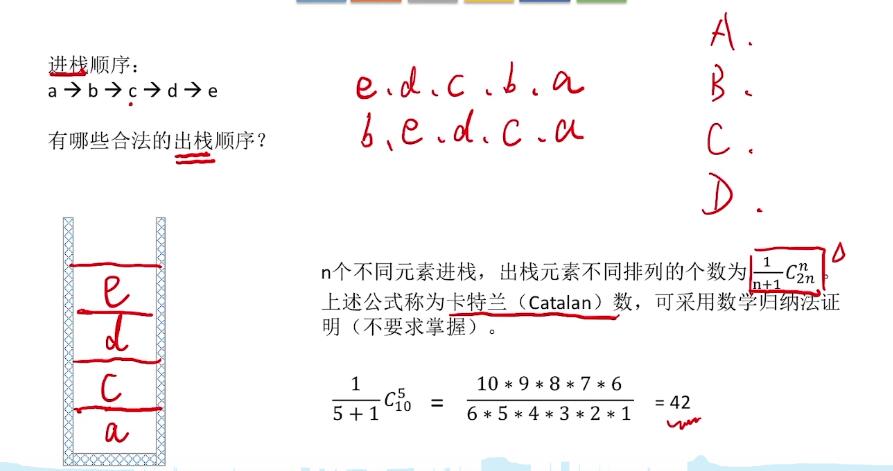 进栈顺序：
a → b → c → d → e
有哪些合法的出栈顺序？
e、d、c、b、a
b、e、d、c、a
A.
B.
C.
D.
e
d
c
a
n个不同元素进栈，出栈元素不同排列的个数为 1/(n+1) C_{2n}^{n} 。
上述公式称为卡特兰（Catalan）数，可采用数学归纳法证
明（不要求掌握）。
1/(5+1) C_{10}^{5} = (10 * 9 * 8 * 7 * 6)/(6 * 5 * 4 * 3 * 2 * 1) = 42